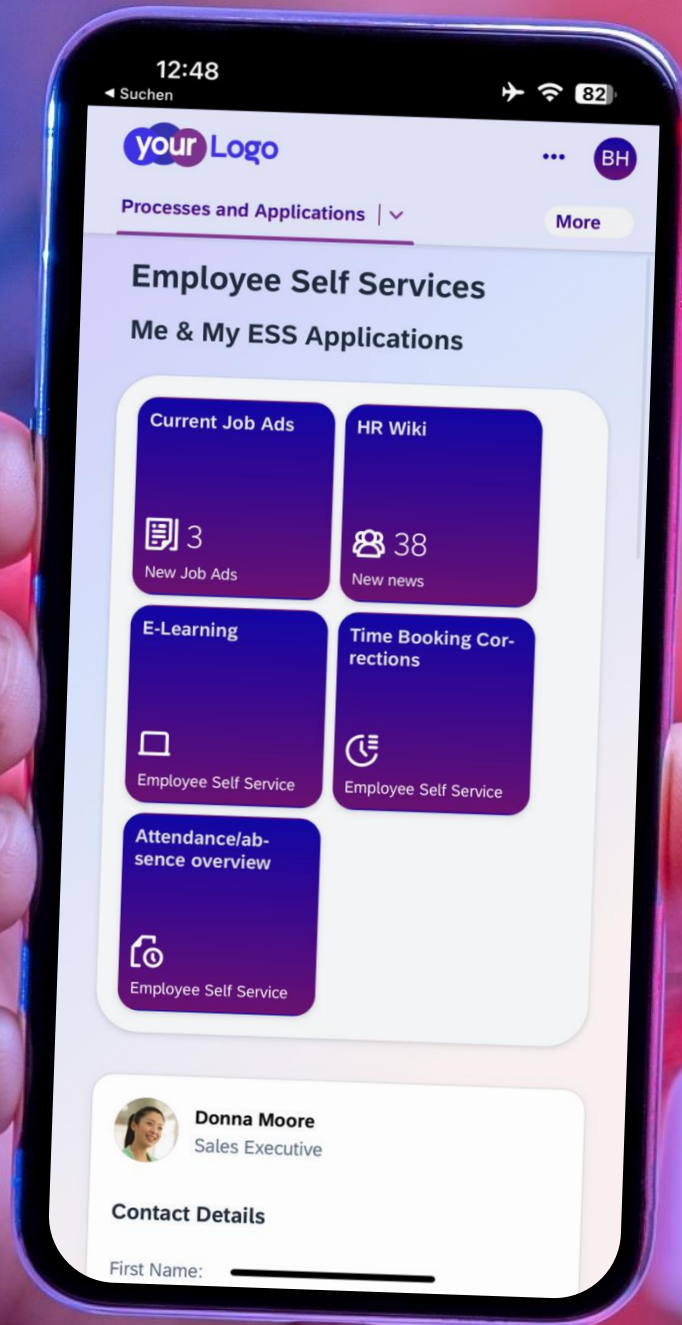 12:48
◀ Suchen
82
your Logo
BH
Processes and Applications
More
Employee Self Services
Me & My ESS Applications
Current Job Ads
3
New Job Ads
HR Wiki
38
New news
E-Learning
Employee Self Service
Time Booking Cor-
rections
Employee Self Service
Attendance/ab-
sence overview
Employee Self Service
Donna Moore
Sales Executive
Contact Details
First Name: